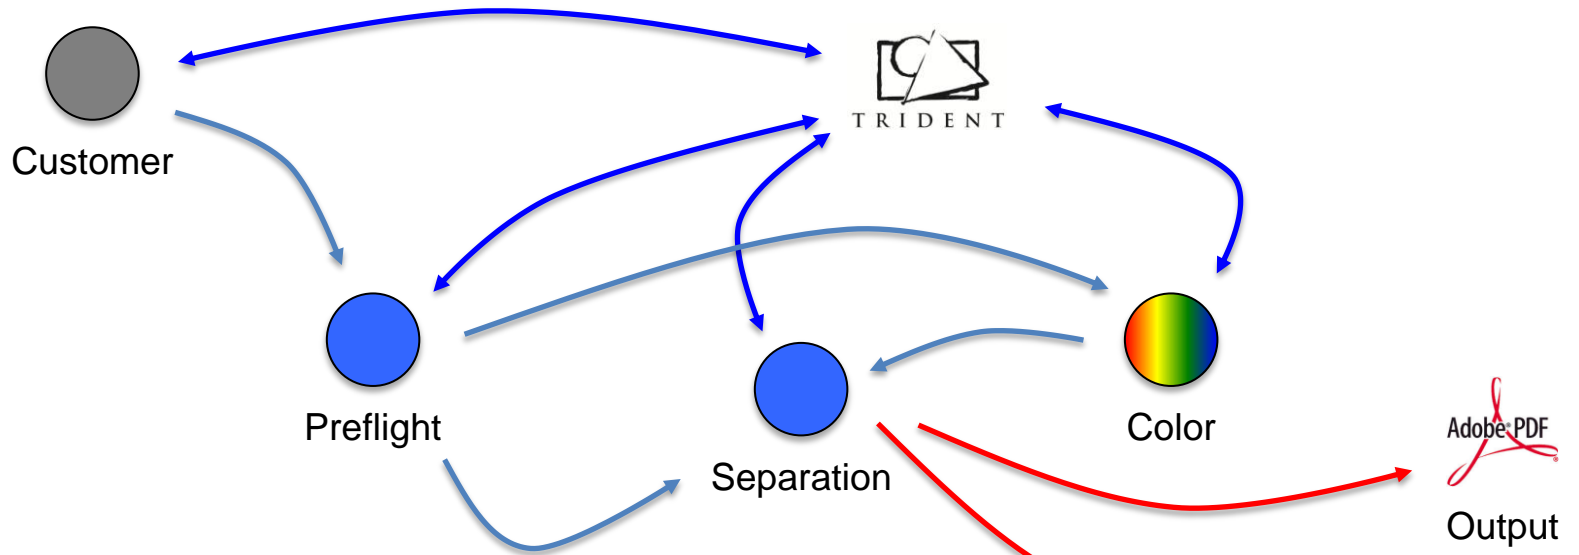 TRIDENT
Customer
Preflight
Separation
Color
Adobe® PDF
®
Output